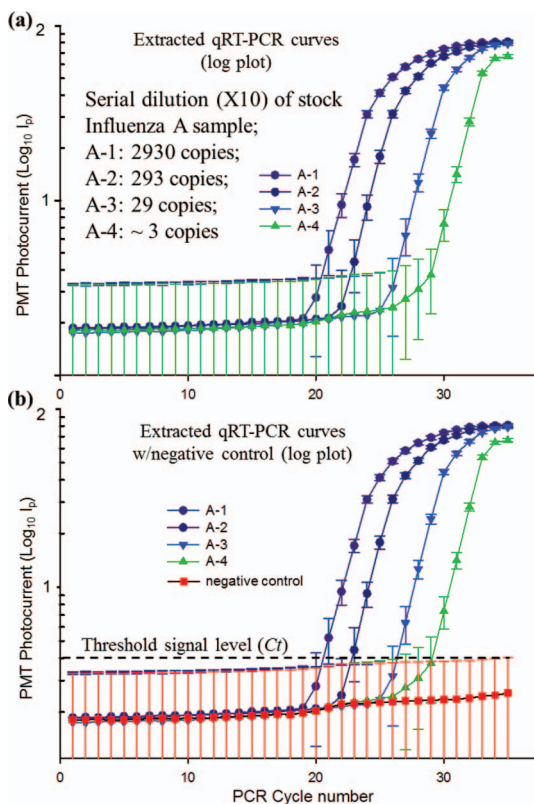 (a)
2
Extracted qRT-PCR curves
(log plot)
Serial dilution (X10) of stock
Influenza A sample;
A-1: 2930 copies;
A-2: 293 copies;
A-3: 29 copies;
A-4: ~ 3 copies
A-1
A-2
A-3
A-4
PMT Photocurrent (Log₁₀ Iₚ)
1
0 10 20 30
(b)
2
Extracted qRT-PCR curves
w/negative control (log plot)
A-1
A-2
A-3
A-4
negative control
PMT Photocurrent (Log₁₀ Iₚ)
1
Threshold signal level (Ct)
0 10 20 30
PCR Cycle number